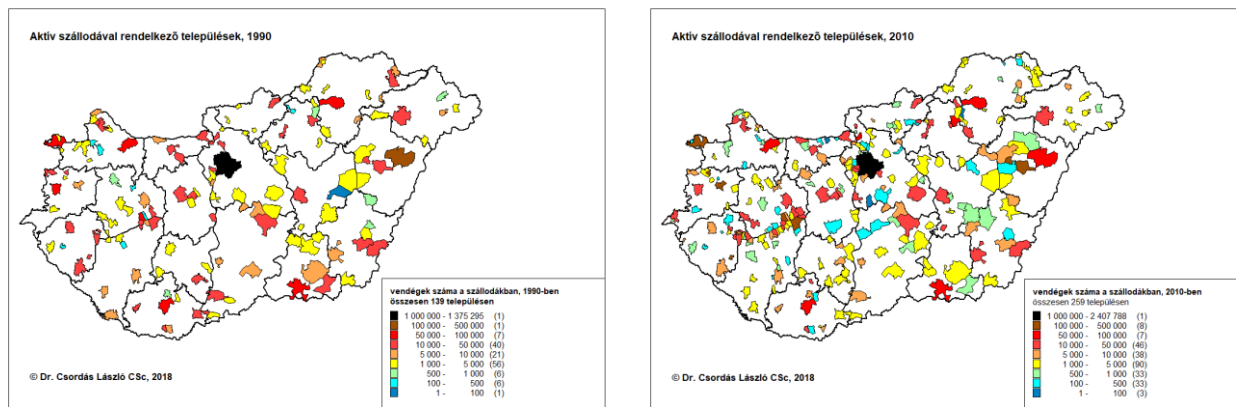 Aktív szállodával rendelkező települések, 1990
vendégek száma a szállodákban, 1990-ben
összesen 139 településen
1 000 000 - 1 375 295 (1)
100 000 - 500 000 (1)
50 000 - 100 000 (7)
10 000 - 50 000 (40)
5 000 - 10 000 (21)
1 000 - 5 000 (56)
500 - 1 000 (6)
100 - 500 (6)
1 - 100 (1)
© Dr. Csordás László CSc, 2018
Aktív szállodával rendelkező települések, 2010
vendégek száma a szállodákban, 2010-ben
összesen 259 településen
1 000 000 - 2 407 788 (1)
100 000 - 500 000 (8)
50 000 - 100 000 (7)
10 000 - 50 000 (46)
5 000 - 10 000 (38)
1 000 - 5 000 (90)
500 - 1 000 (33)
100 - 500 (33)
1 - 100 (3)
© Dr. Csordás László CSc, 2018